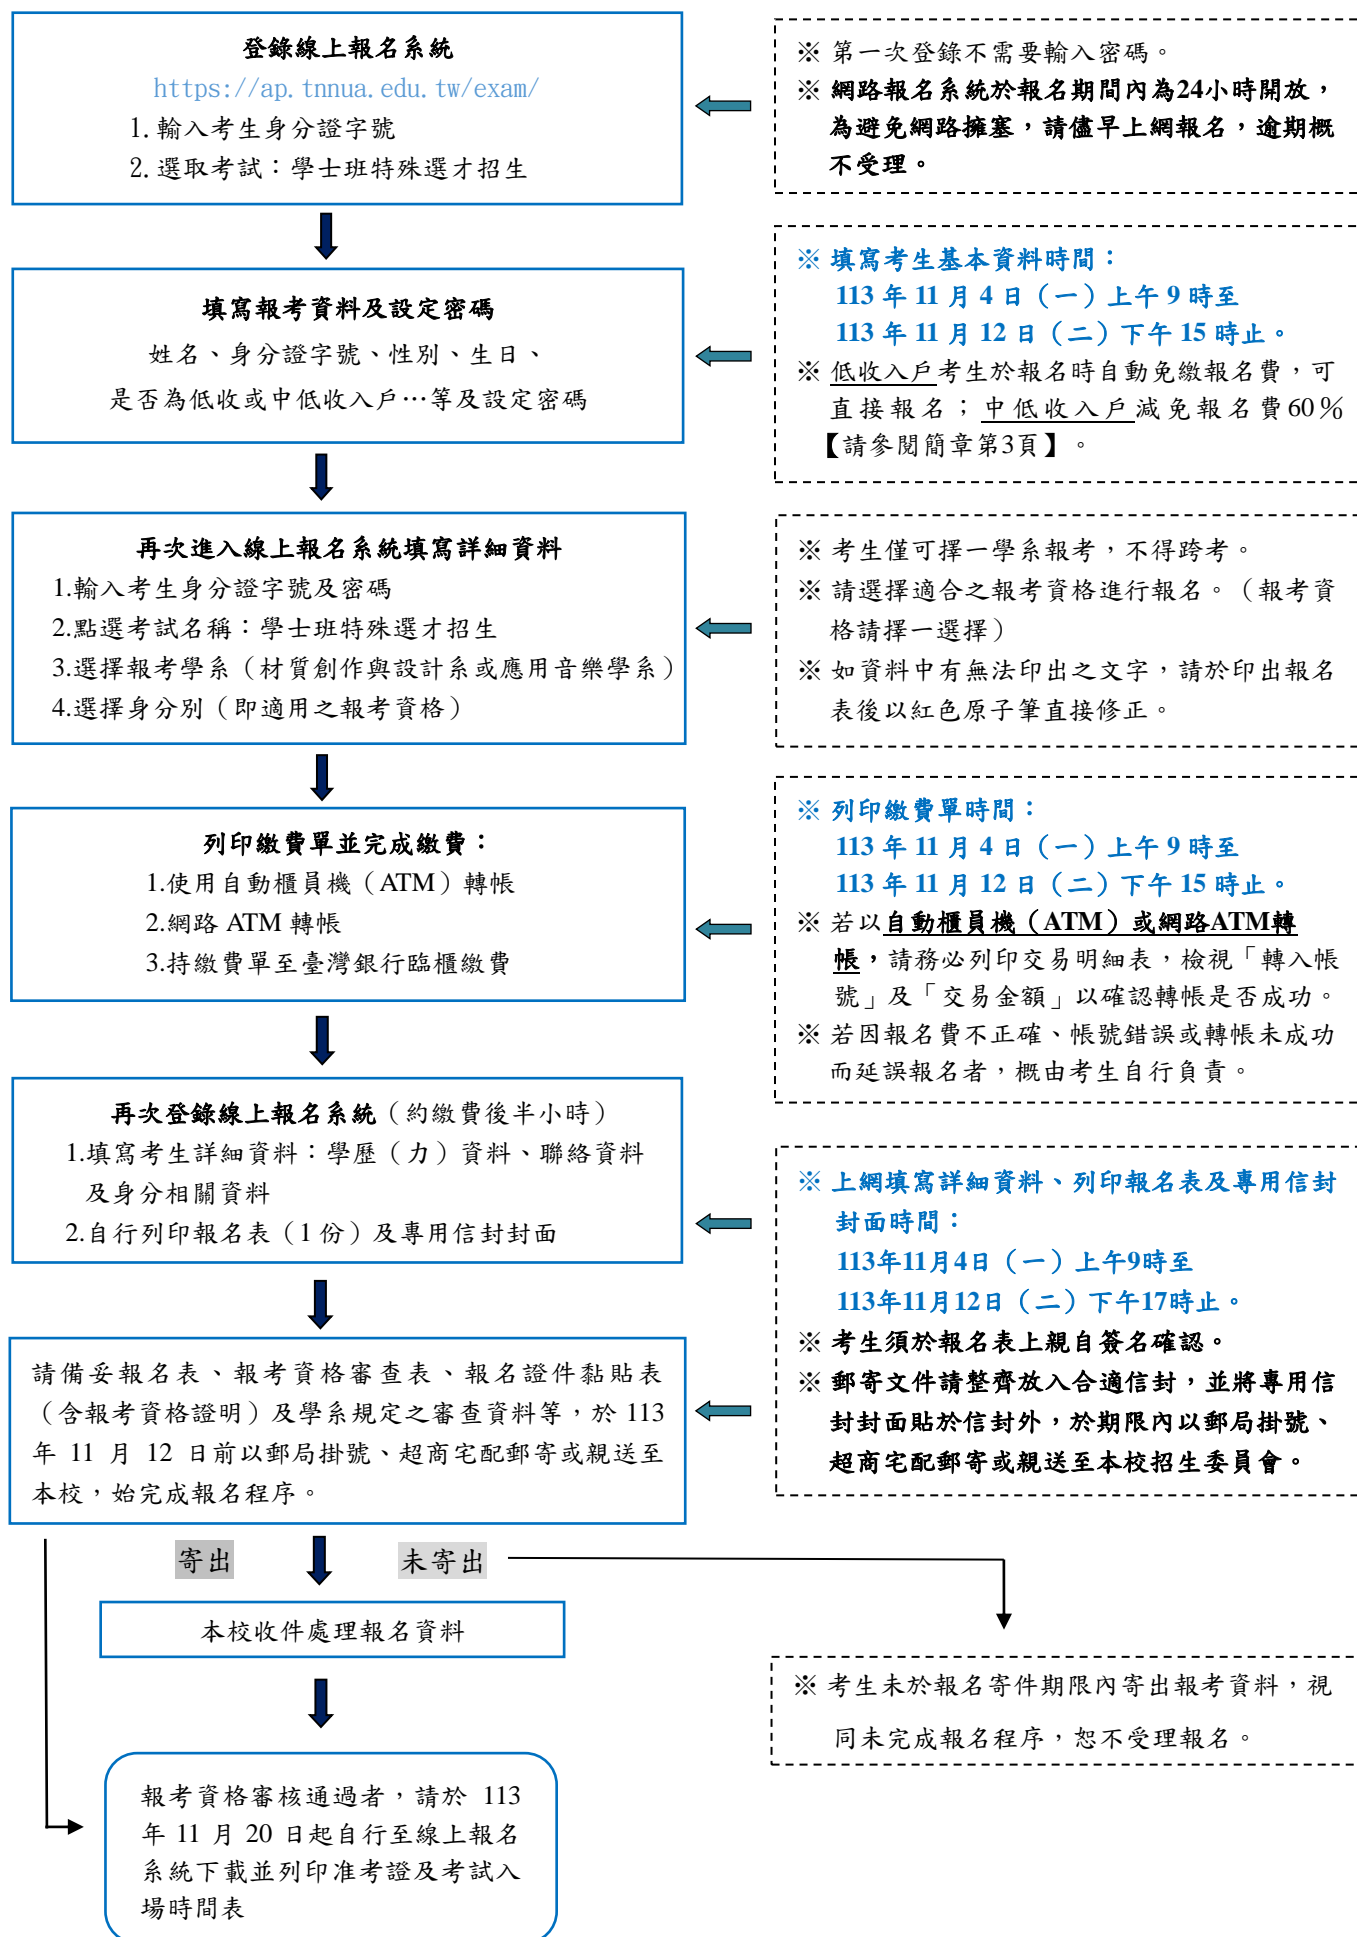 登錄線上報名系統
https://ap.tnnua.edu.tw/exam/
1. 輸入考生身分證字號
2. 選取考試：學士班特殊選才招生
※ 第一次登錄不需要輸入密碼。
※ 網路報名系統於報名期間內為24小時開放，
為避免網路擁塞，請儘早上網報名，逾期概
不受理。
填寫報考資料及設定密碼
姓名、身分證字號、性別、生日、
是否為低收或中低收入戶…等及設定密碼
※ 填寫考生基本資料時間：
113 年 11 月 4 日（一）上午 9 時至
113 年 11 月 12 日（二）下午 15 時止。
※ 低收入戶考生於報名時自動免繳報名費，可
直接報名；中低收入戶減免報名費60%
【請參閱簡章第3頁】。
再次進入線上報名系統填寫詳細資料
1.輸入考生身分證字號及密碼
2.點選考試名稱：學士班特殊選才招生
3.選擇報考學系（材質創作與設計系或應用音樂學系）
4.選擇身分別（即適用之報考資格）
※ 考生僅可擇一學系報考，不得跨考。
※ 請選擇適合之報考資格進行報名。（報考資
格請擇一選擇）
※ 如資料中有無法印出之文字，請於印出報名
表後以紅色原子筆直接修正。
列印繳費單並完成繳費：
1.使用自動櫃員機（ATM）轉帳
2.網路 ATM 轉帳
3.持繳費單至臺灣銀行臨櫃繳費
※ 列印繳費單時間：
113 年 11 月 4 日（一）上午 9 時至
113 年 11 月 12 日（二）下午 15 時止。
※ 若以自動櫃員機（ATM）或網路ATM轉
帳，請務必列印交易明細表，檢視「轉入帳
號」及「交易金額」以確認轉帳是否成功。
※ 若因報名費不正確、帳號錯誤或轉帳未成功
而延誤報名者，概由考生自行負責。
再次登錄線上報名系統（約繳費後半小時）
1.填寫考生詳細資料：學歷（力）資料、聯絡資料
及身分相關資料
2.自行列印報名表（1 份）及專用信封封面
※ 上網填寫詳細資料、列印報名表及專用信封
封面時間：
113年11月4日（一）上午9時至
113年11月12日（二）下午17時止。
※ 考生須於報名表上親自簽名確認。
※ 郵寄文件請整齊放入合適信封，並將專用信
封封面貼於信封外，於期限內以郵局掛號、
超商宅配郵寄或親送至本校招生委員會。
請備妥報名表、報考資格審查表、報名證件黏貼表
（含報考資格證明）及學系規定之審查資料等，於 113
年 11 月 12 日前以郵局掛號、超商宅配郵寄或親送至
本校，始完成報名程序。
寄出
未寄出
本校收件處理報名資料
※ 考生未於報名寄件期限內寄出報考資料，視
同未完成報名程序，恕不受理報名。
報考資格審核通過者，請於 113
年 11 月 20 日起自行至線上報名
系統下載並列印准考證及考試入
場時間表